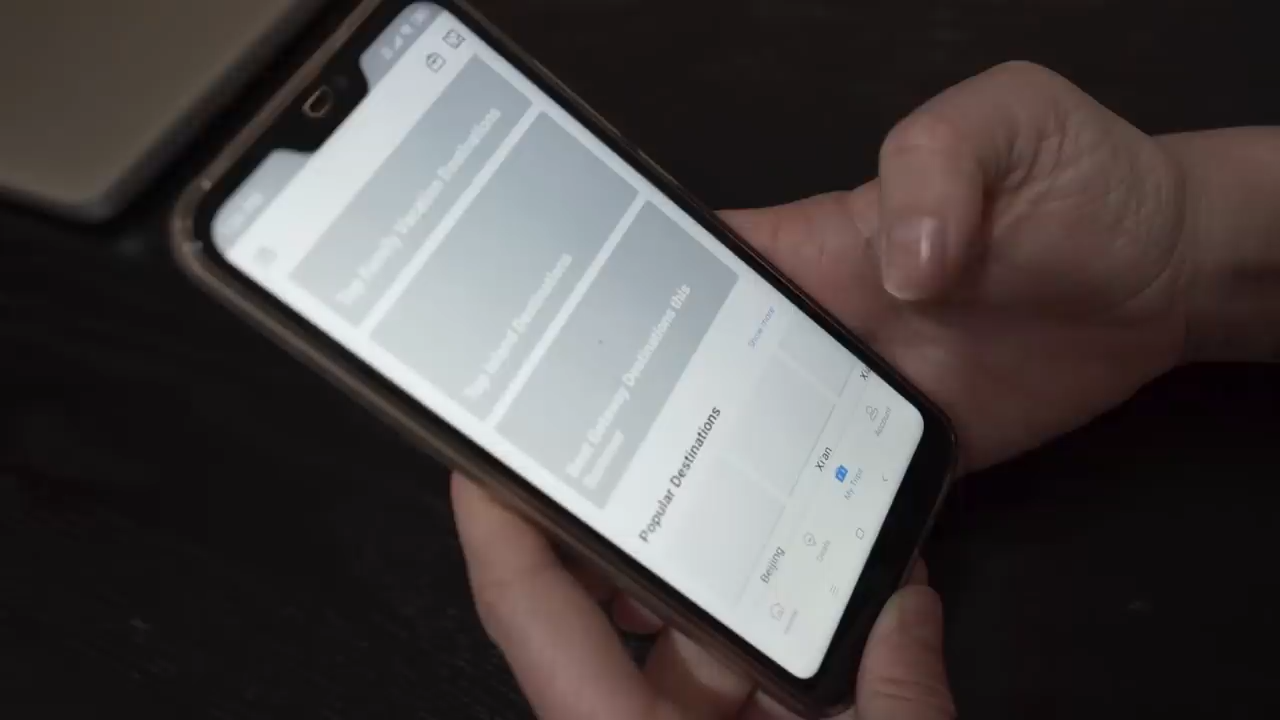 Top Family Vacation Destinations
Top Island Destinations
Best Getaway Destinations this
Popular Destinations
Show more
Beijing
Xi'an
Home
Deals
My Trips
Account